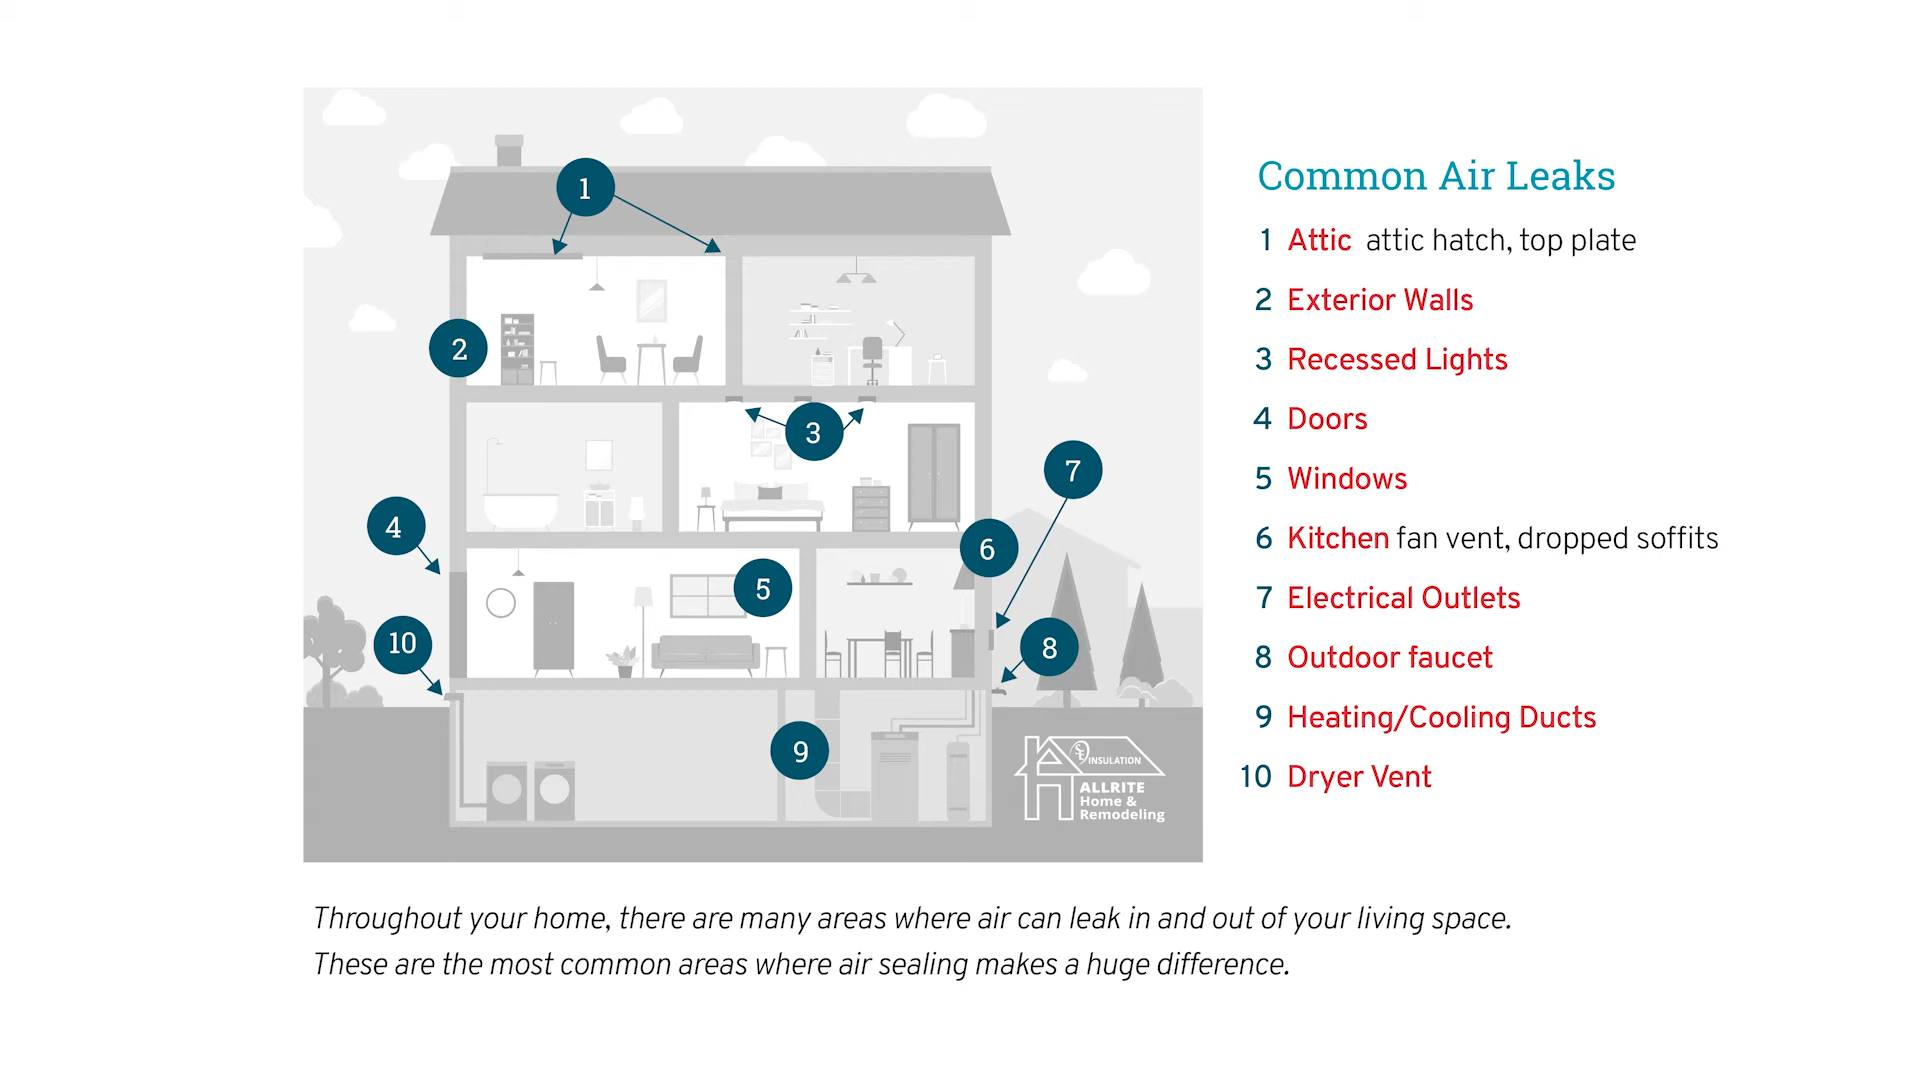 1
2
3
4
5
6
7
8
9
10
INSULATION
ALLRITE
Home &
Remodeling
Common Air Leaks
1 Attic attic hatch, top plate
2 Exterior Walls
3 Recessed Lights
4 Doors
5 Windows
6 Kitchen fan vent, dropped soffits
7 Electrical Outlets
8 Outdoor faucet
9 Heating/Cooling Ducts
10 Dryer Vent
Throughout your home, there are many areas where air can leak in and out of your living space.
These are the most common areas where air sealing makes a huge difference.